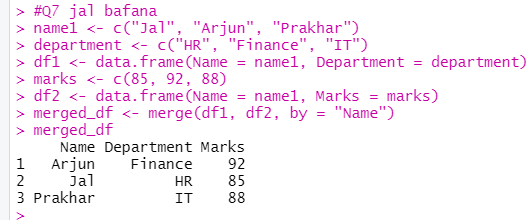 > #Q7 jal bafana
> name1 <- c("Jal", "Arjun", "Prakhar")
> department <- c("HR", "Finance", "IT")
> df1 <- data.frame(Name = name1, Department = department)
> marks <- c(85, 92, 88)
> df2 <- data.frame(Name = name1, Marks = marks)
> merged_df <- merge(df1, df2, by = "Name")
> merged_df
     Name Department Marks
1   Arjun    Finance    92
2     Jal         HR    85
3 Prakhar         IT    88
>